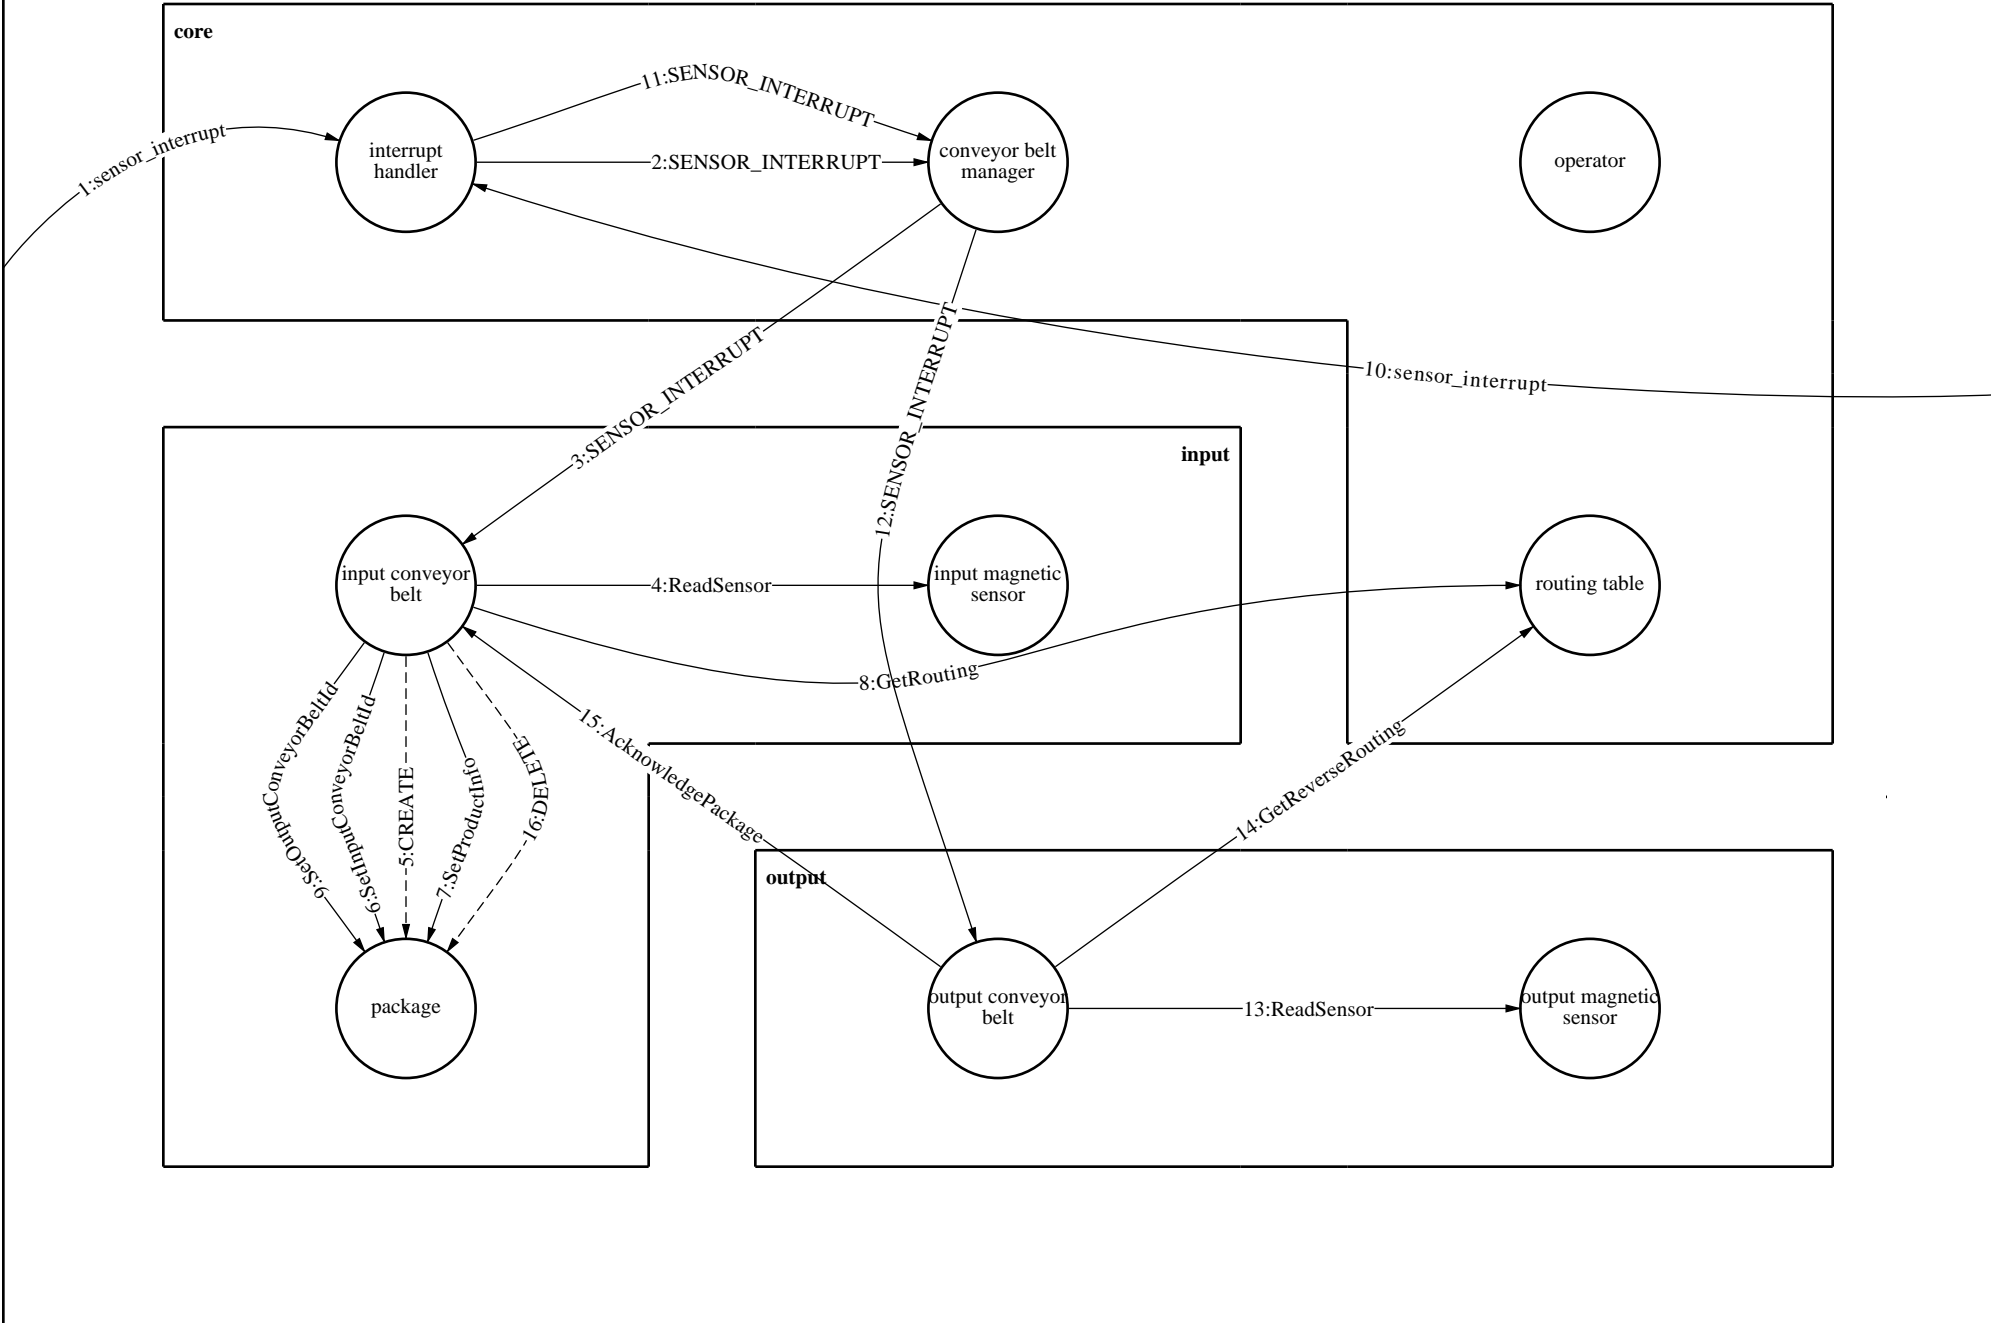 core
11:SENSOR_INTERRUPT
1:sensor_interrupt
interrupt
handler
2:SENSOR_INTERRUPT
conveyor belt
manager
operator
10:sensor_interrupt
3:SENSOR_INTERRUPT
12:SENSOR_INTERRUPT
input
input conveyor
belt
4:ReadSensor
input magnetic
sensor
routing table
8:GetRouting
9:SetOutputConveyorBeltId
6:SetInputConveyorBeltId
5:CREATE
7:SetProductInfo
16:DELETE
15:AcknowledgePackage
14:GetReverseRouting
output
package
output conveyor
belt
13:ReadSensor
output magnetic
sensor